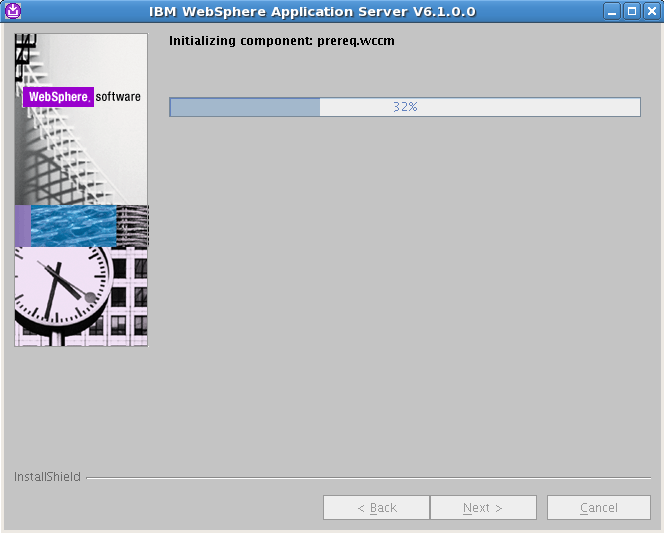 IBM WebSphere Application Server V6.1.0.0
Initializing component: prereq.wccm
WebSphere. software
32%
InstallShield
< Back
Next >
Cancel